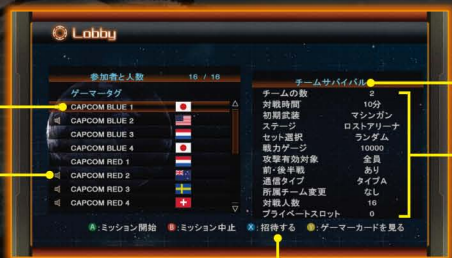 Lobby
参加者と人数 16 / 16
ゲーマータグ
CAPCOM BLUE 1
CAPCOM BLUE 2
CAPCOM BLUE 3
CAPCOM BLUE 4
CAPCOM RED 1
CAPCOM RED 2
CAPCOM RED 3
CAPCOM RED 4
チームサバイバル
チームの数 2
対戦時間 10分
初期武装 マシンガン
ステージ ロストアリーナ
セット選択 ランダム
戦力ゲージ 10000
攻撃有効対象 全員
前・後半戦 あり
通信タイプ タイプA
所属チーム変更 なし
対戦人数 16
プライベートスロット 0
A:ミッション開始 B:ミッション中止 X:招待する Y:ゲーマーカードを見る